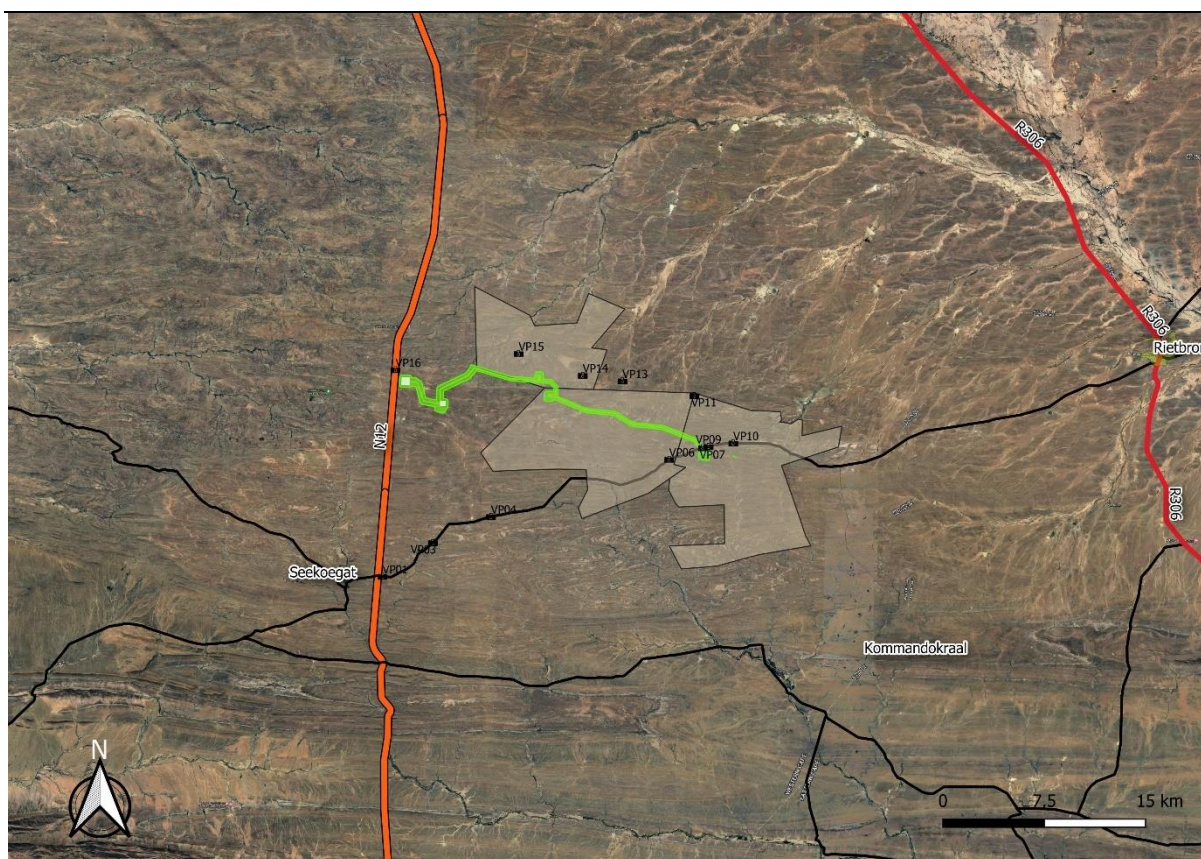 R306
R306
Rietbron
VP15
VP16
VP14
VP13
VP11
N12
VP09
VP10
VP06
VP07
VP04
R306
VP03
Seekoegat
VP01
Kommandokraal
N
0
7.5
15 km